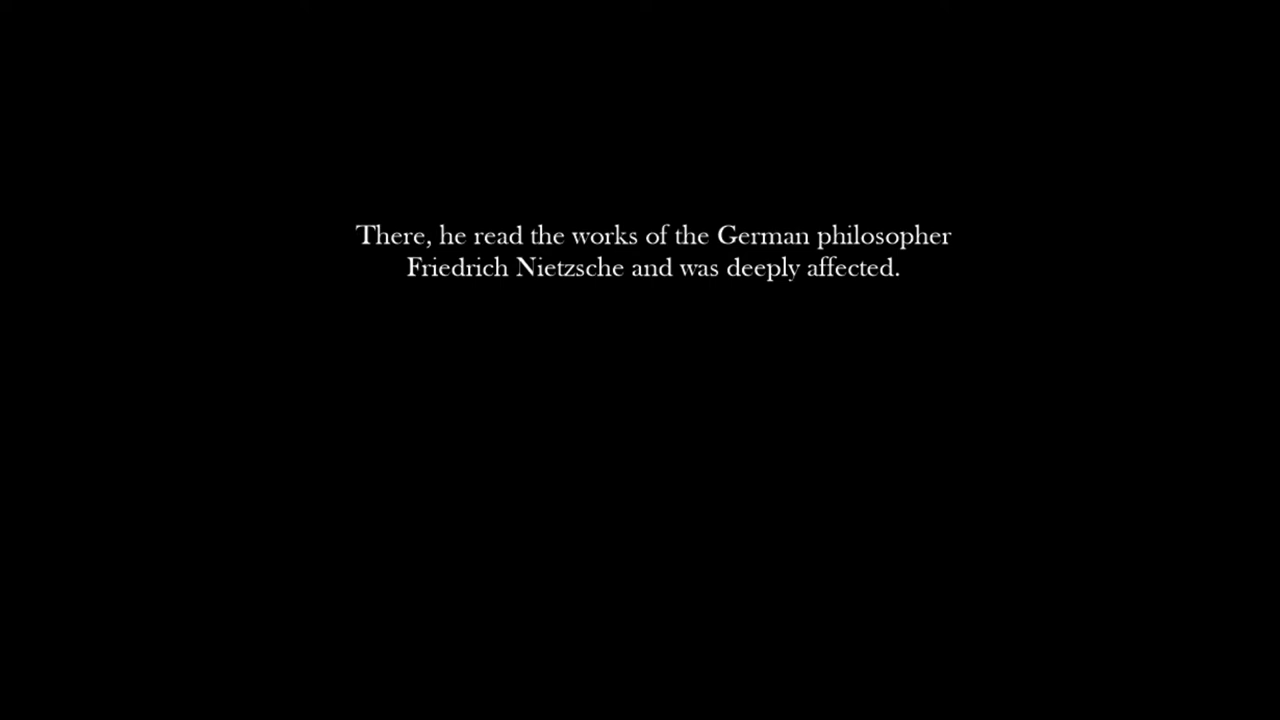 There, he read the works of the German philosopher
Friedrich Nietzsche and was deeply affected.